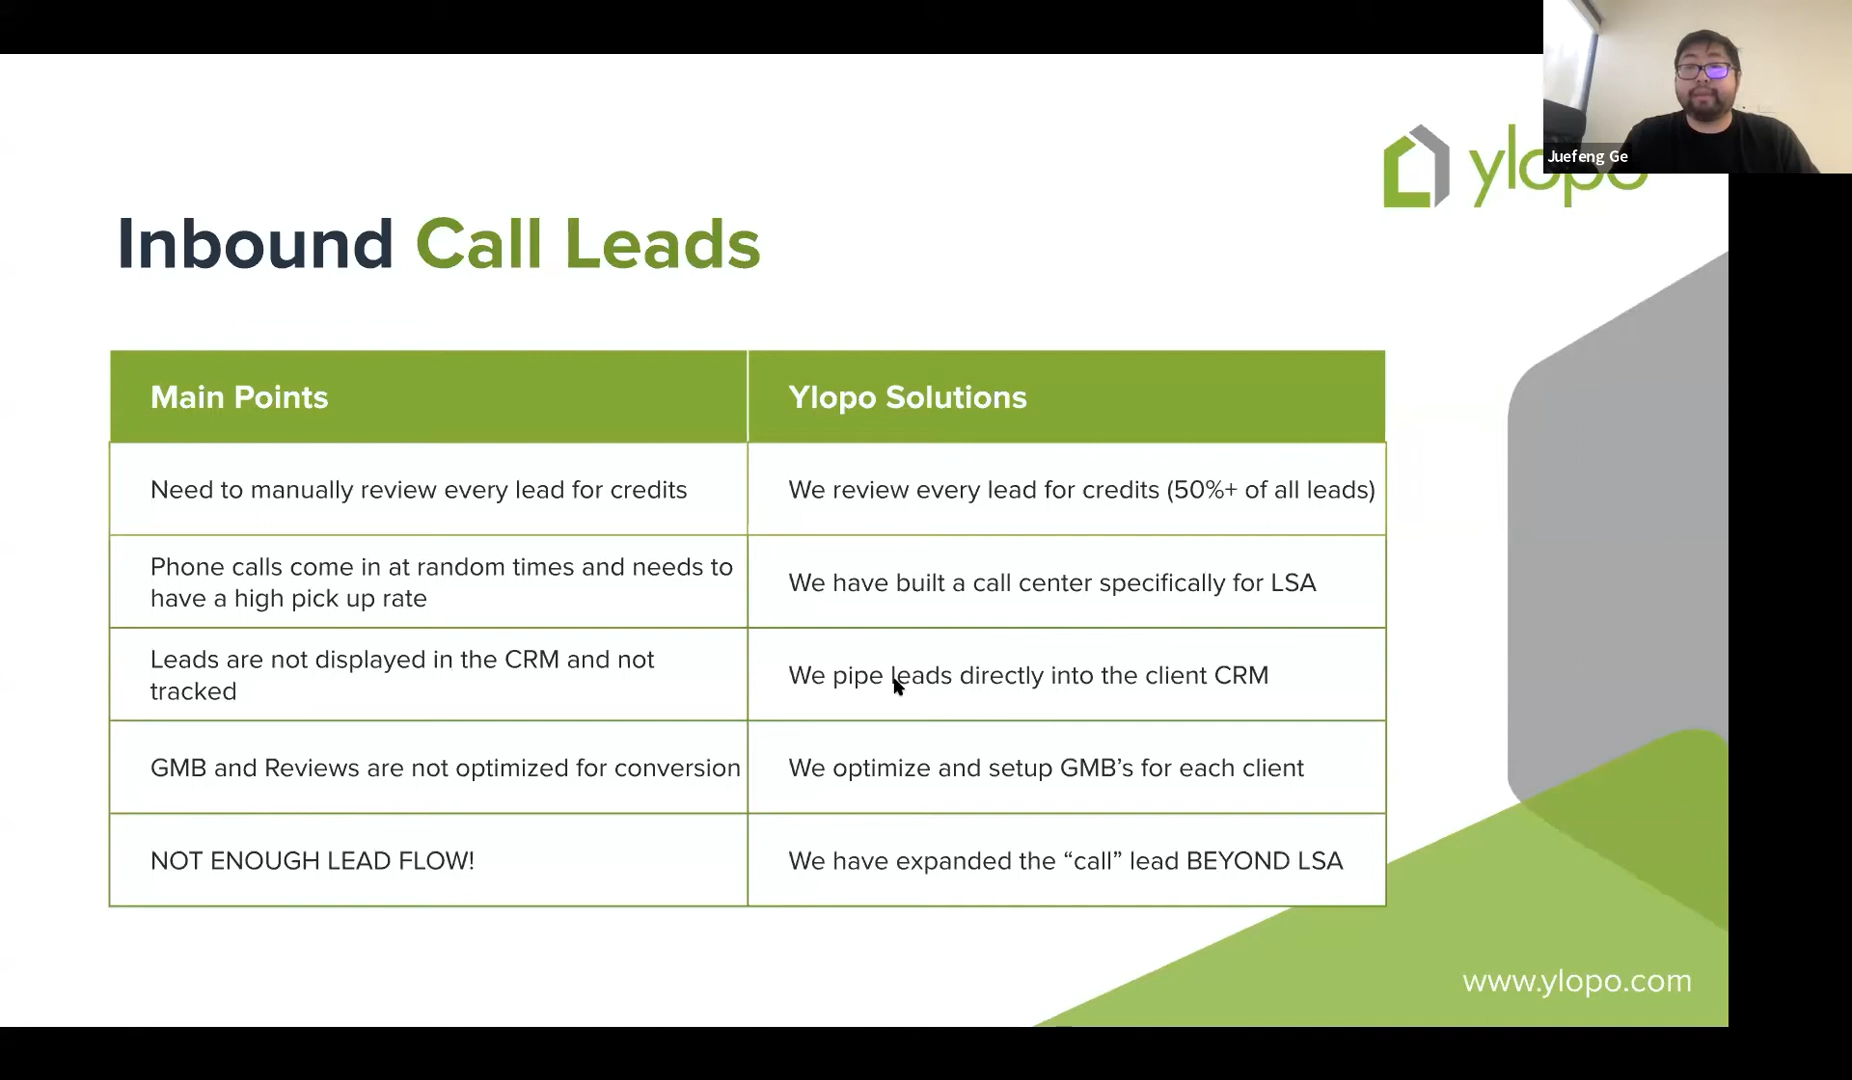 Juefeng Ge
ylopo
Inbound Call Leads
Main Points
Ylopo Solutions
Need to manually review every lead for credits
We review every lead for credits (50%+ of all leads)
Phone calls come in at random times and needs to
have a high pick up rate
We have built a call center specifically for LSA
Leads are not displayed in the CRM and not
tracked
We pipe leads directly into the client CRM
GMB and Reviews are not optimized for conversion
We optimize and setup GMB’s for each client
NOT ENOUGH LEAD FLOW!
We have expanded the “call” lead BEYOND LSA
www.ylopo.com